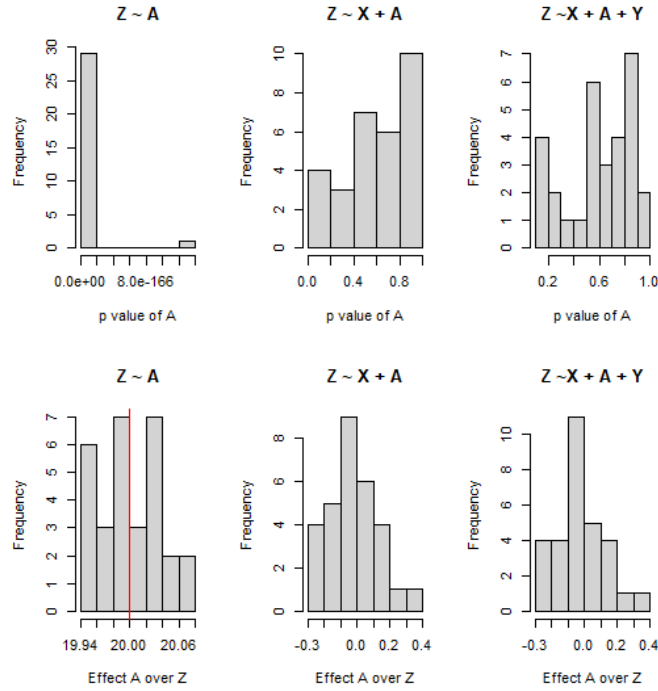 Z ~ A
Z ~ X + A
Z ~X + A + Y
Frequency
0 5 10 15 20 25 30
0.0e+00 8.0e-166
p value of A
Frequency
0 2 4 6 8 10
0.0 0.4 0.8
p value of A
Frequency
0 1 2 3 4 5 6 7
0.2 0.6 1.0
p value of A
Z ~ A
Z ~ X + A
Z ~X + A + Y
Frequency
0 1 2 3 4 5 6 7
19.94 20.00 20.06
Effect A over Z
Frequency
0 2 4 6 8
-0.3 0.0 0.2 0.4
Effect A over Z
Frequency
0 2 4 6 8 10
-0.3 0.0 0.2 0.4
Effect A over Z